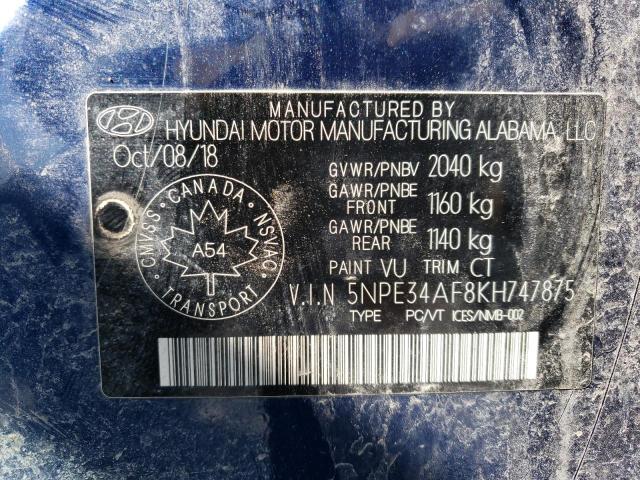 MANUFACTURED BY
HYUNDAI MOTOR MANUFACTURING ALABAMA, LLC
Oct/08/18
GVWR/PNBV 2040 kg
GAWR/PNBE FRONT 1160 kg
GAWR/PNBE REAR 1140 kg
PAINT VU TRIM CT
CANADA
CMVSS NSVAC
A54
TRANSPORT
V.I.N 5NPE34AF8KH747875
TYPE PC/VT ICES/NMB-002